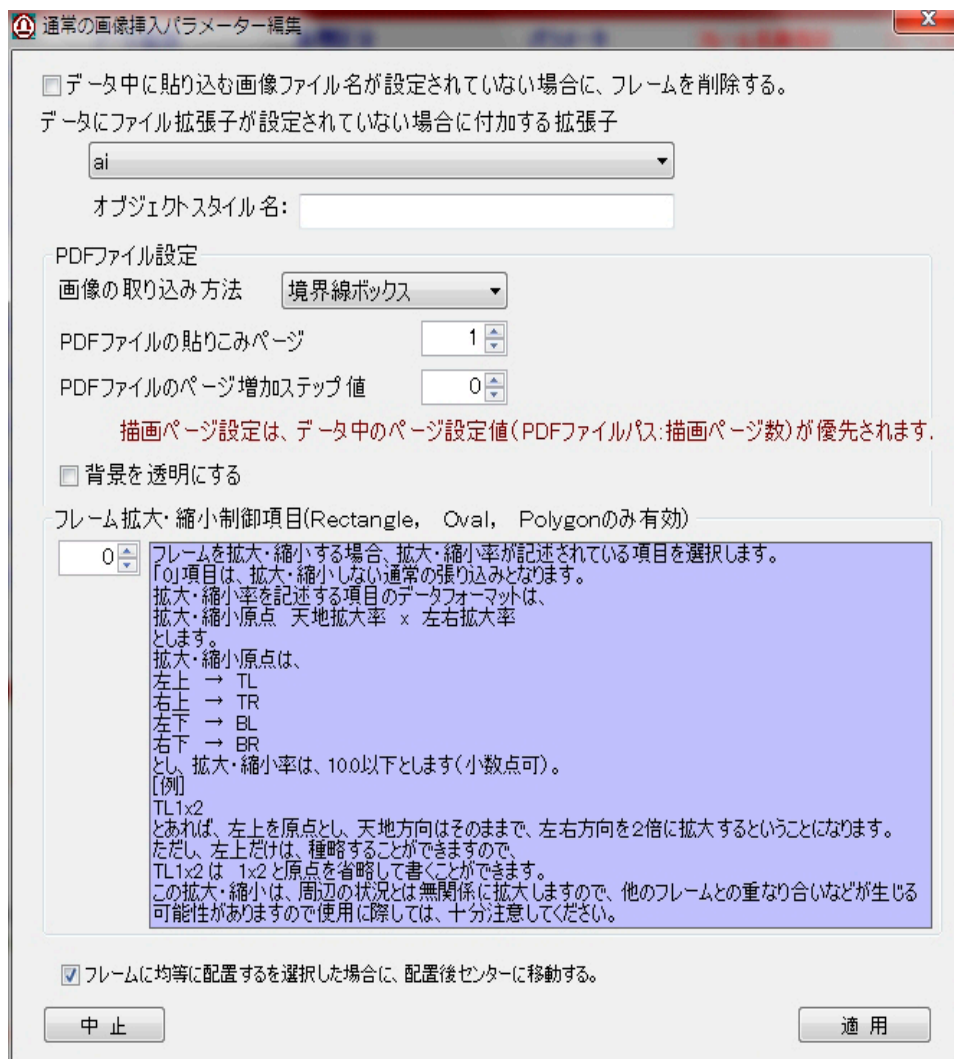 通常の画像挿入パラメーター編集
データ中に貼り込む画像ファイル名が設定されていない場合に、フレームを削除する。
データにファイル拡張子が設定されていない場合に付加する拡張子
ai
オブジェクトスタイル名:
PDFファイル設定
画像の取り込み方法 境界線ボックス
PDFファイルの貼りこみページ 1
PDFファイルのページ増加ステップ値 0
描画ページ設定は、データ中のページ設定値(PDFファイルパス:描画ページ数)が優先されます.
背景を透明にする
フレーム拡大・縮小制御項目(Rectangle, Oval, Polygonのみ有効)
0
フレームを拡大・縮小する場合、拡大・縮小率が記述されている項目を選択します。
「0」項目は、拡大・縮小しない通常の張り込みとなります。
拡大・縮小率を記述する項目のデータフォーマットは、
拡大・縮小原点 天地拡大率 x 左右拡大率
とします。
拡大・縮小原点は、
左上 → TL
右上 → TR
左下 → BL
右下 → BR
とし、拡大・縮小率は、10.0.以下とします(小数点可)。
[例]
TL1x2
とあれば、左上を原点とし、天地方向はそのままで、左右方向を2倍に拡大するということになります。
ただし、左上だけは、種略することができますので、
TL1x2は 1x2と原点を省略して書くことができます。
この拡大・縮小は、周辺の状況とは無関係に拡大しますので、他のフレームとの重なり合いなどが生じる
可能性がありますので使用に際しては、十分注意してください。
フレームに均等に配置するを選択した場合に、配置後センターに移動する。
中 止
適 用